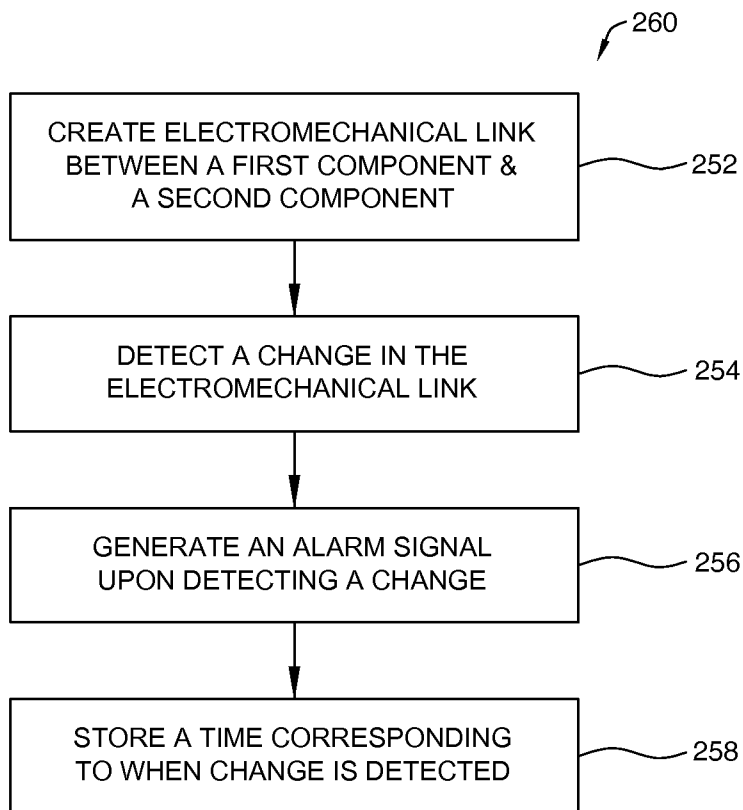 260
CREATE ELECTROMECHANICAL LINK
BETWEEN A FIRST COMPONENT &
A SECOND COMPONENT
252
DETECT A CHANGE IN THE
ELECTROMECHANICAL LINK
254
GENERATE AN ALARM SIGNAL
UPON DETECTING A CHANGE
256
STORE A TIME CORRESPONDING
TO WHEN CHANGE IS DETECTED
258